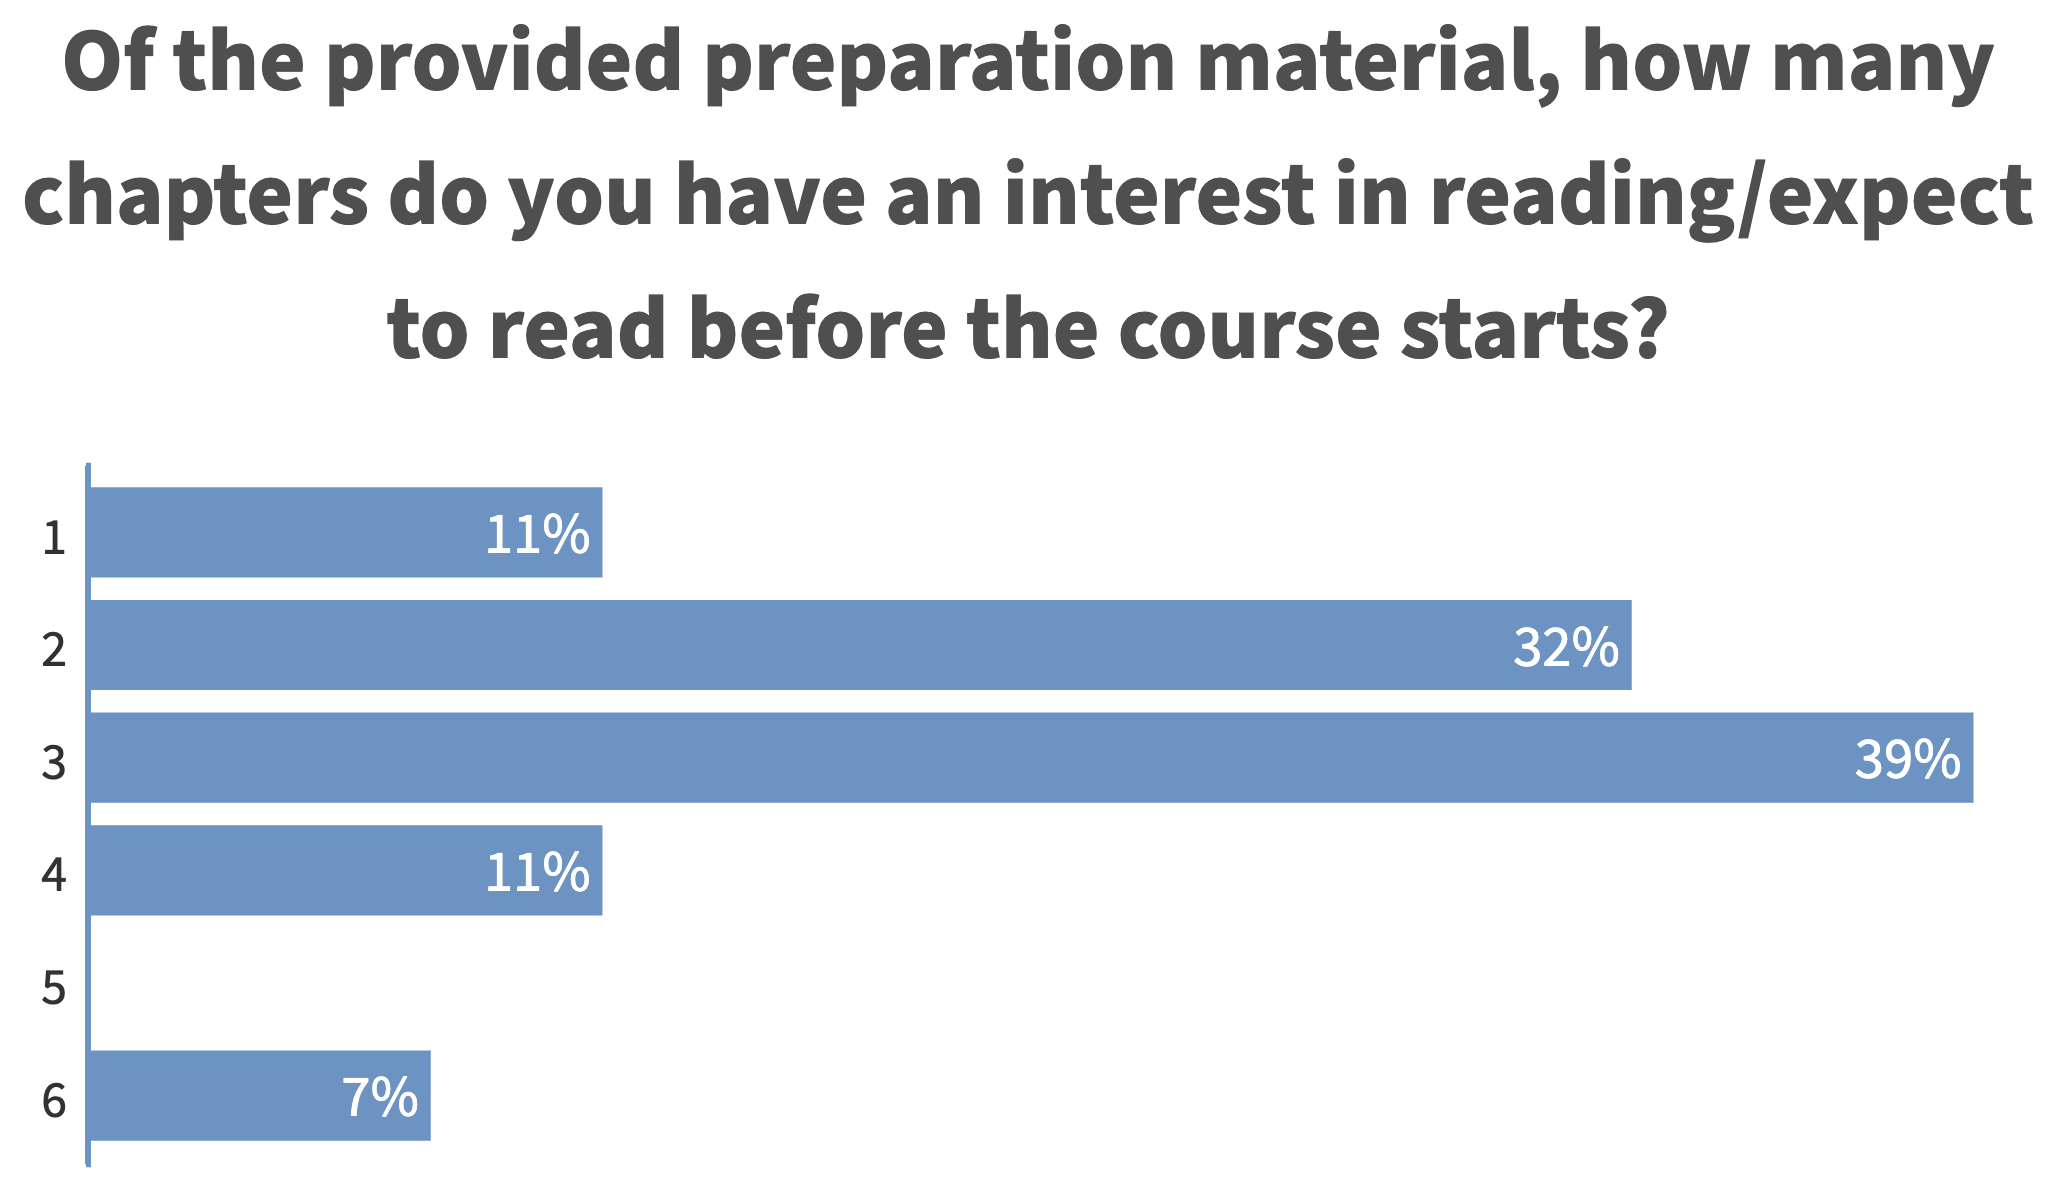 Of the provided preparation material, how many
chapters do you have an interest in reading/expect
to read before the course starts?
1 11%
2 32%
3 39%
4 11%
5
6 7%